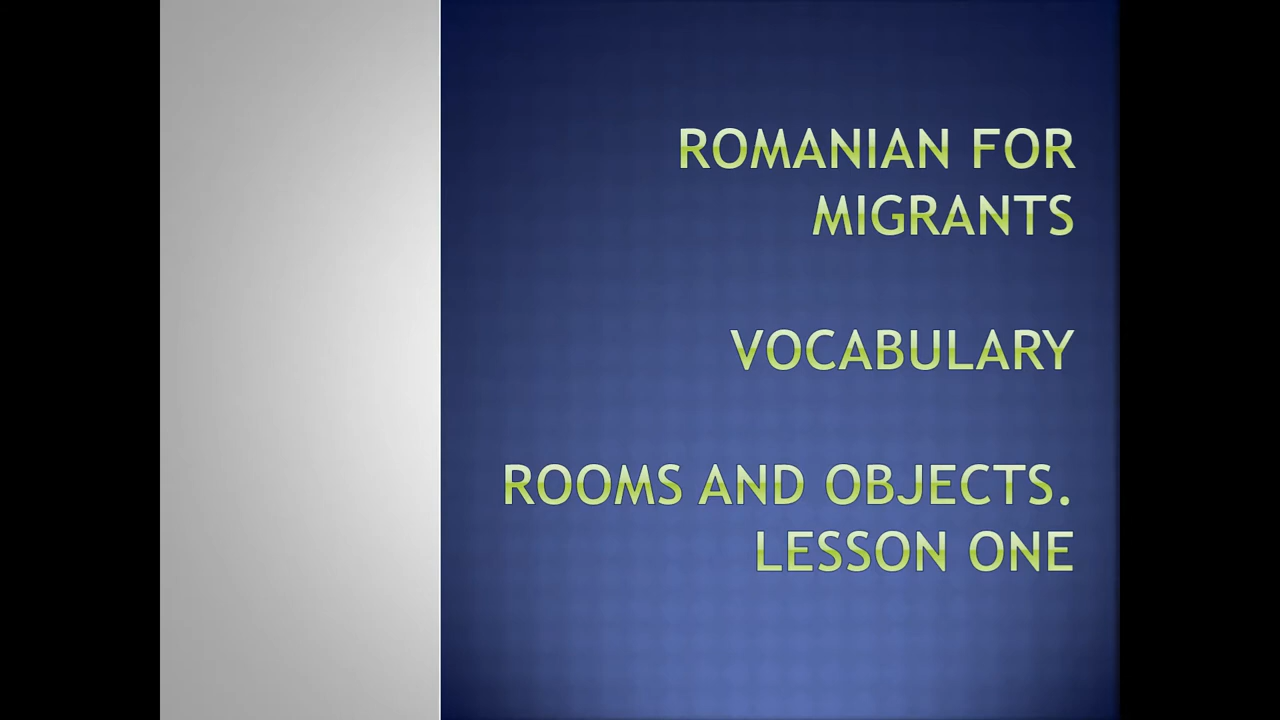 ROMANIAN FOR
MIGRANTS
VOCABULARY
ROOMS AND OBJECTS.
LESSON ONE